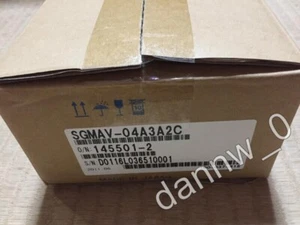 SGMAV-04A3A2C
O/N. 145501-2
S/N. D0116L036510001
dannw_0